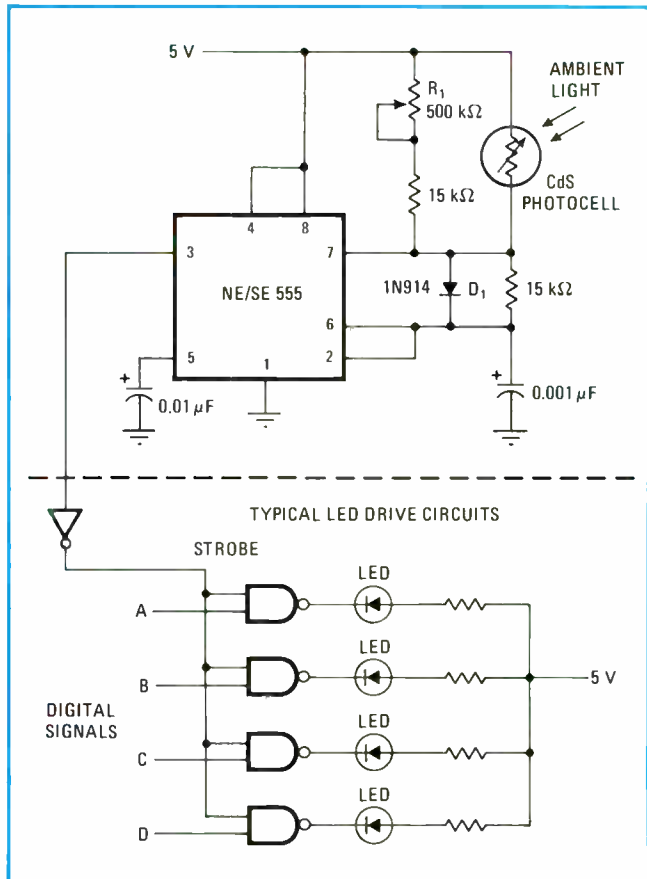 5 V
R1
500 kΩ
AMBIENT
LIGHT
15 kΩ
CdS
PHOTOCELL
4 8
3 7
NE/SE 555
1N914 D1
15 kΩ
6
5 2
1
+
0.01 µF
+
0.001 µF
TYPICAL LED DRIVE CIRCUITS
STROBE
LED
A
LED
B
5 V
DIGITAL
SIGNALS
LED
C
LED
D